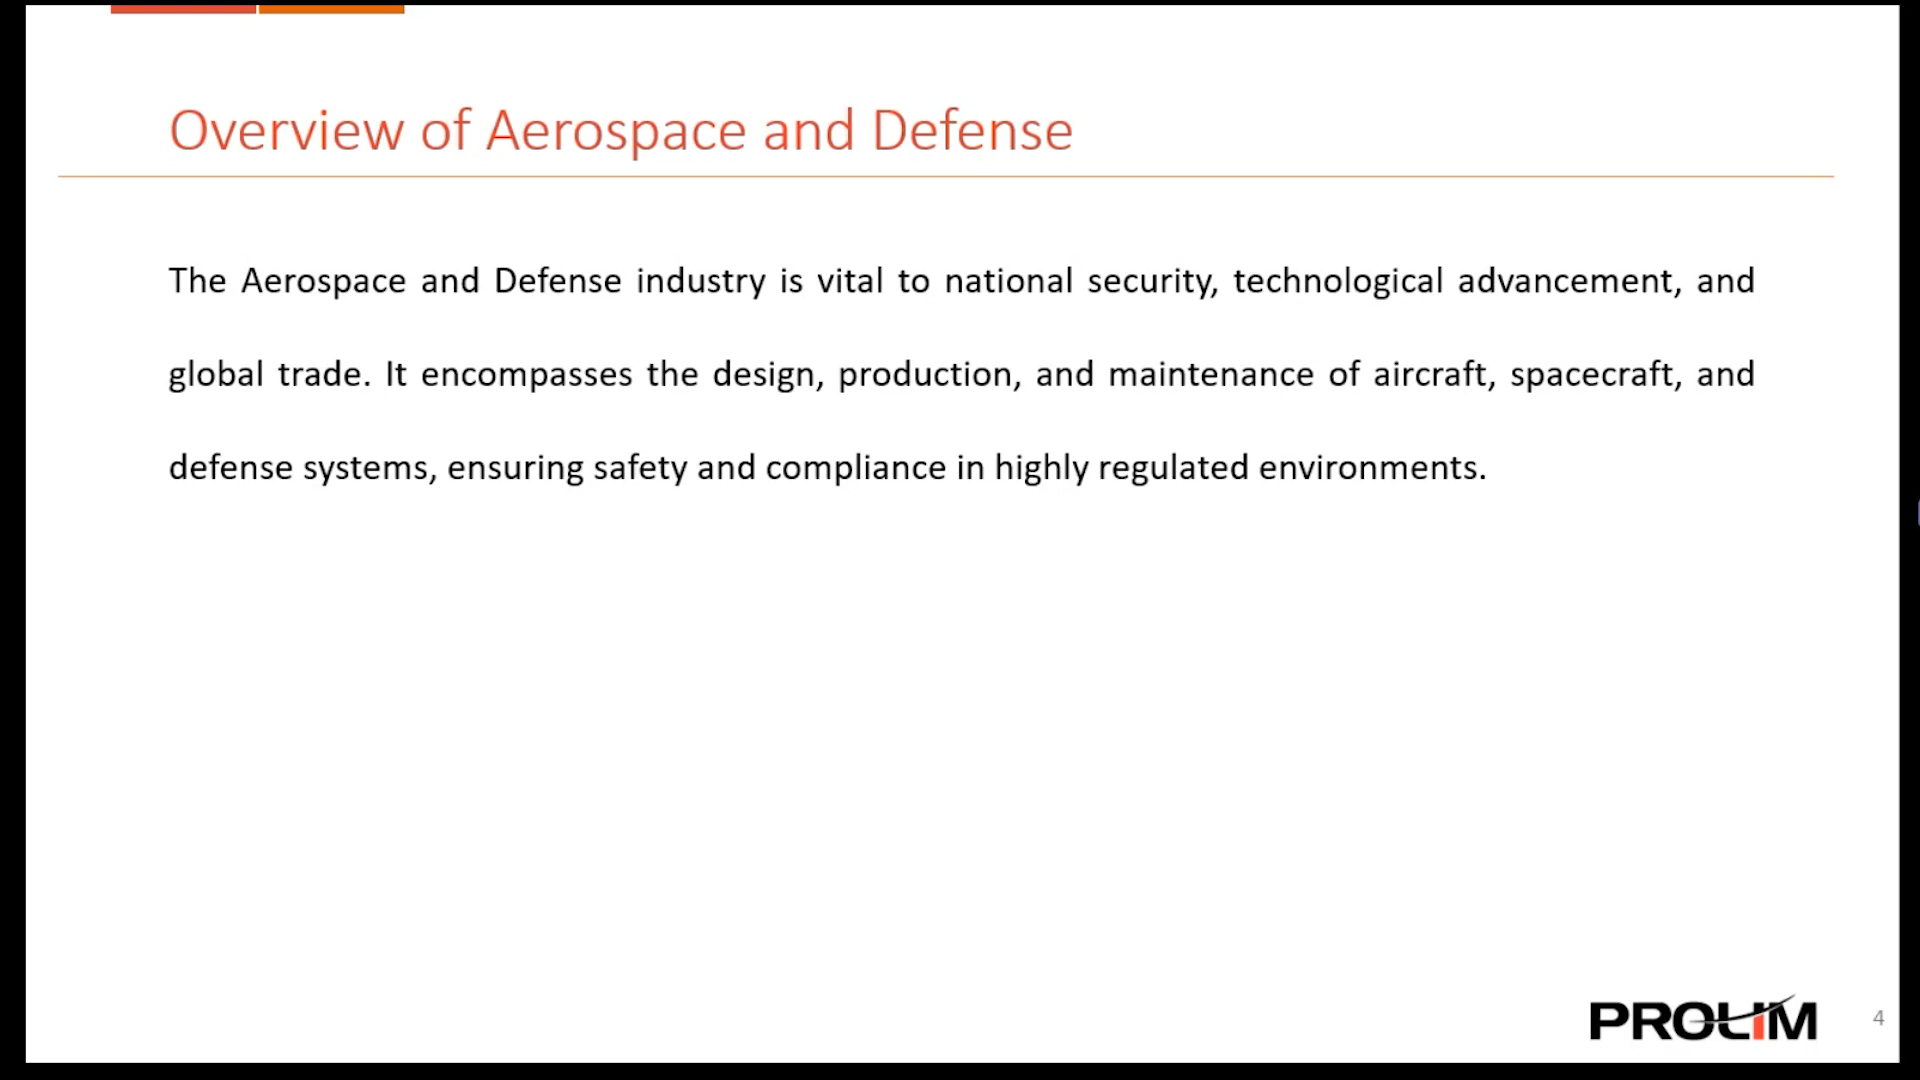 Overview of Aerospace and Defense
The Aerospace and Defense industry is vital to national security, technological advancement, and
global trade. It encompasses the design, production, and maintenance of aircraft, spacecraft, and
defense systems, ensuring safety and compliance in highly regulated environments.
PROLIM
4